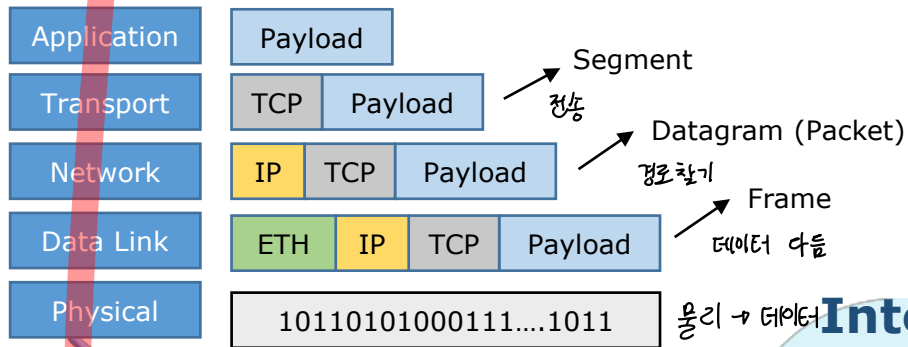 Application Payload
Segment
Transport TCP Payload
전송
Datagram (Packet)
Network IP TCP Payload
경로찾기
Frame
Data Link ETH IP TCP Payload
데이터 다듬
Physical 10110101000111....1011 물리 → 데이터 Inte